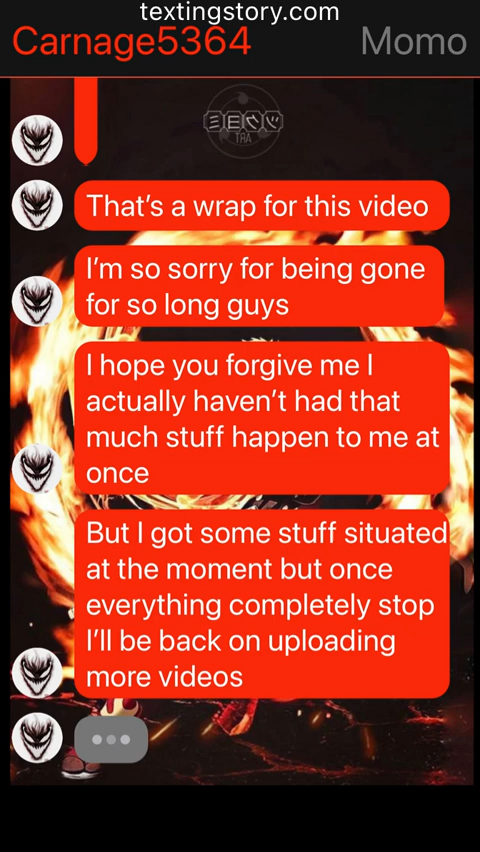 textingstory.com
Carnage5364 Momo
That's a wrap for this video
I'm so sorry for being gone
for so long guys
I hope you forgive me I
actually haven't had that
much stuff happen to me at
once
But I got some stuff situated
at the moment but once
everything completely stop
I'll be back on uploading
more videos